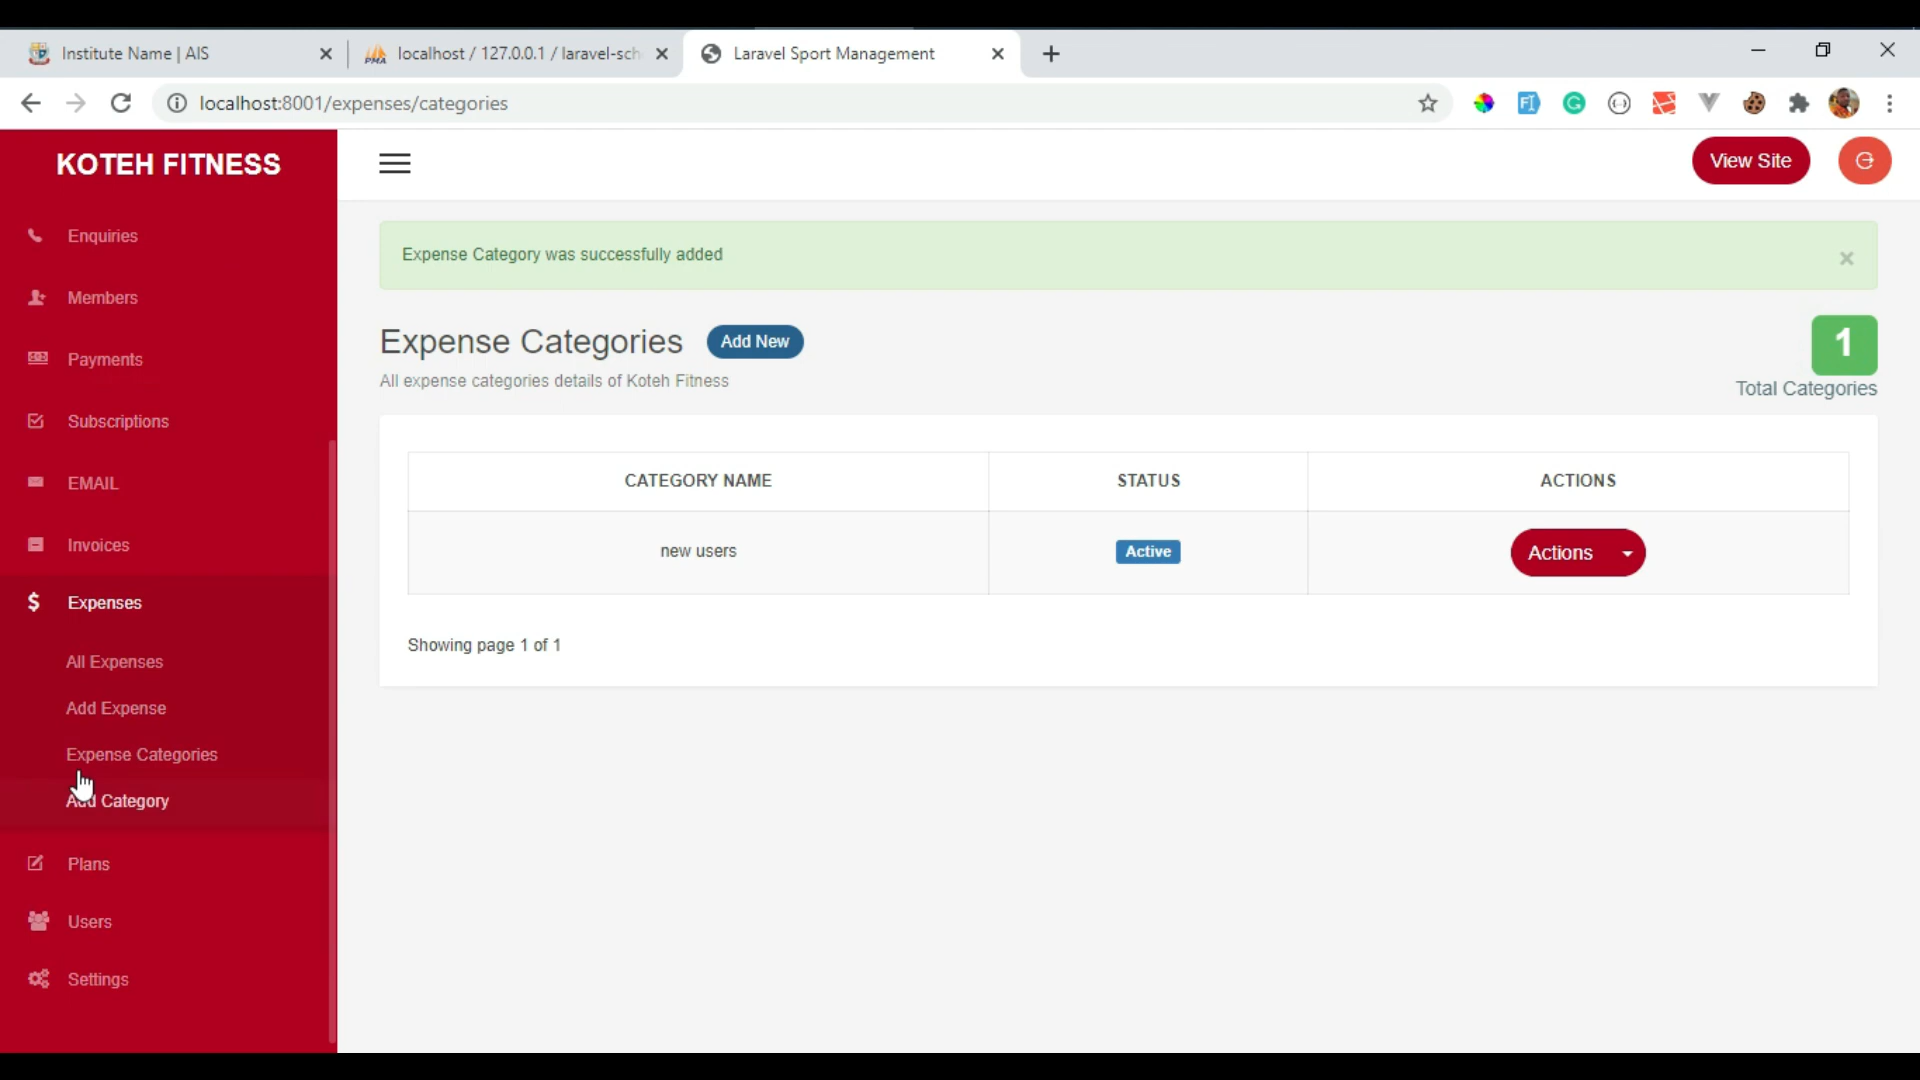 Institute Name | AIS
localhost / 127.0.0.1 / laravel-sch
Laravel Sport Management
localhost:8001/expenses/categories
KOTEH FITNESS
View Site
Enquiries
Members
Payments
Subscriptions
EMAIL
Invoices
Expenses
All Expenses
Add Expense
Expense Categories
Add Category
Plans
Users
Settings
Expense Category was successfully added
×
Expense Categories
Add New
All expense categories details of Koteh Fitness
1
Total Categories
CATEGORY NAME
STATUS
ACTIONS
new users
Active
Actions
Showing page 1 of 1